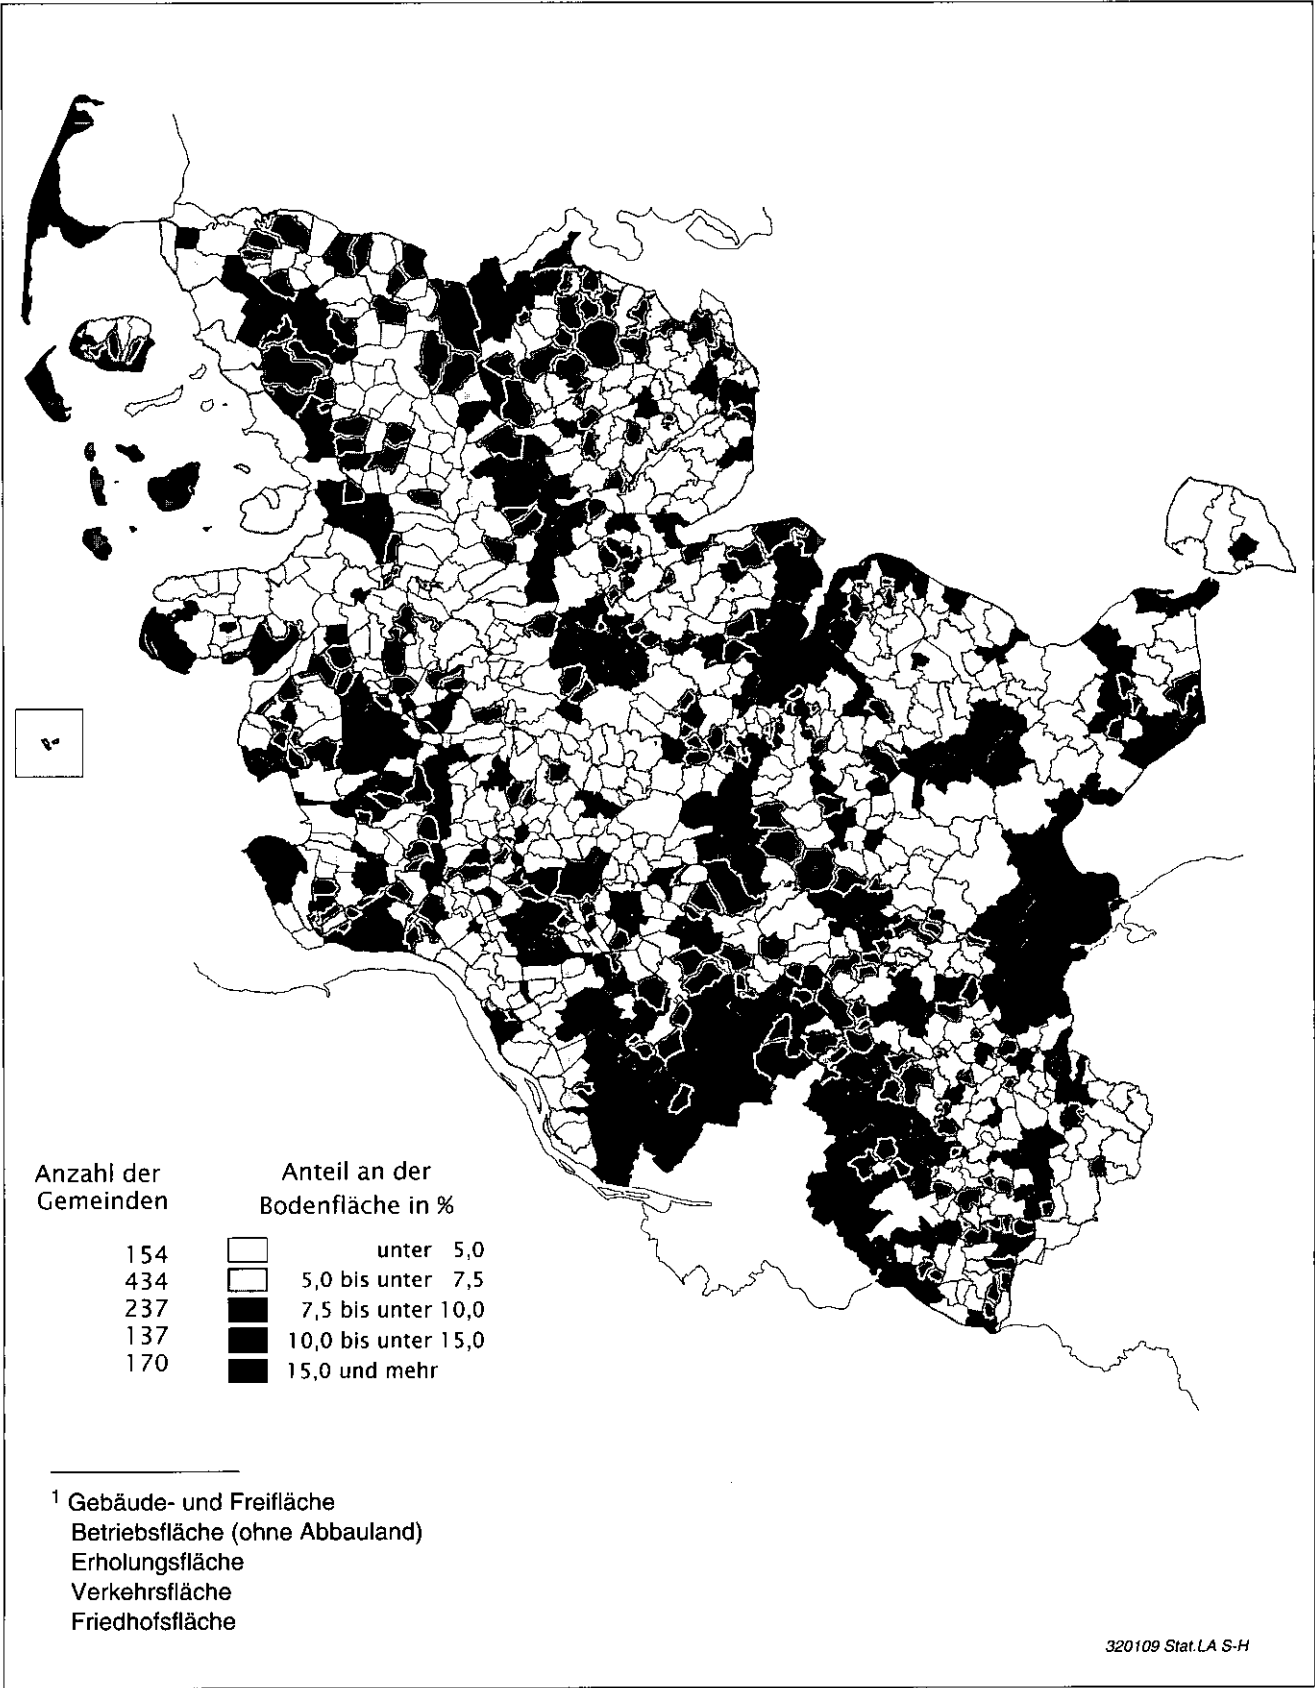 Anzahl der
Gemeinden
Anteil an der
Bodenfläche in %
154 unter 5,0
434 5,0 bis unter 7,5
237 7,5 bis unter 10,0
137 10,0 bis unter 15,0
170 15,0 und mehr
1 Gebäude- und Freifläche
Betriebsfläche (ohne Abbauland)
Erholungsfläche
Verkehrsfläche
Friedhofsfläche
320109 Stat.LA S-H